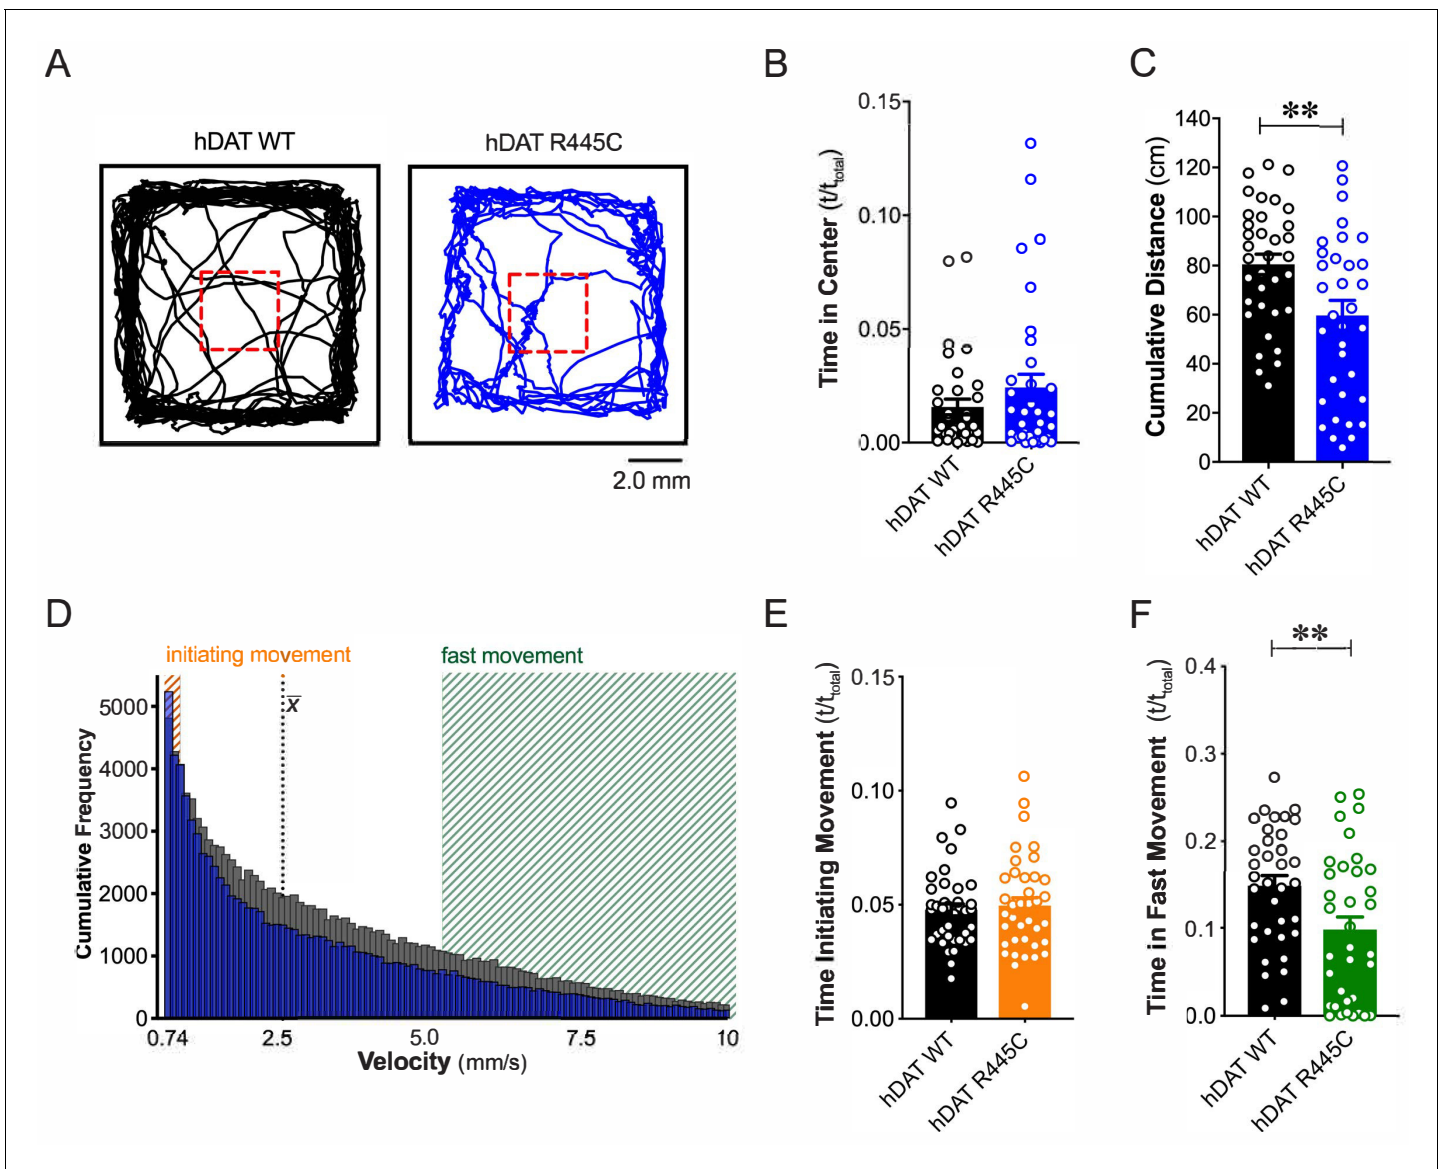 A
hDAT WT
hDAT R445C
2.0 mm
B
Time in Center (t/t_total)
0.15
0.10
0.05
0.00
hDAT WT
hDAT R445C
C
Cumulative Distance (cm)
**
140
120
100
80
60
40
20
0
hDAT WT
hDAT R445C
D
initiating movement
fast movement
x̅
Cumulative Frequency
5000
4000
3000
2000
1000
0
0.74
2.5
5.0
7.5
10
Velocity (mm/s)
E
Time Initiating Movement (t/t_total)
0.15
0.10
0.05
0.00
hDAT WT
hDAT R445C
F
Time in Fast Movement (t/t_total)
**
0.4
0.3
0.2
0.1
0.0
hDAT WT
hDAT R445C